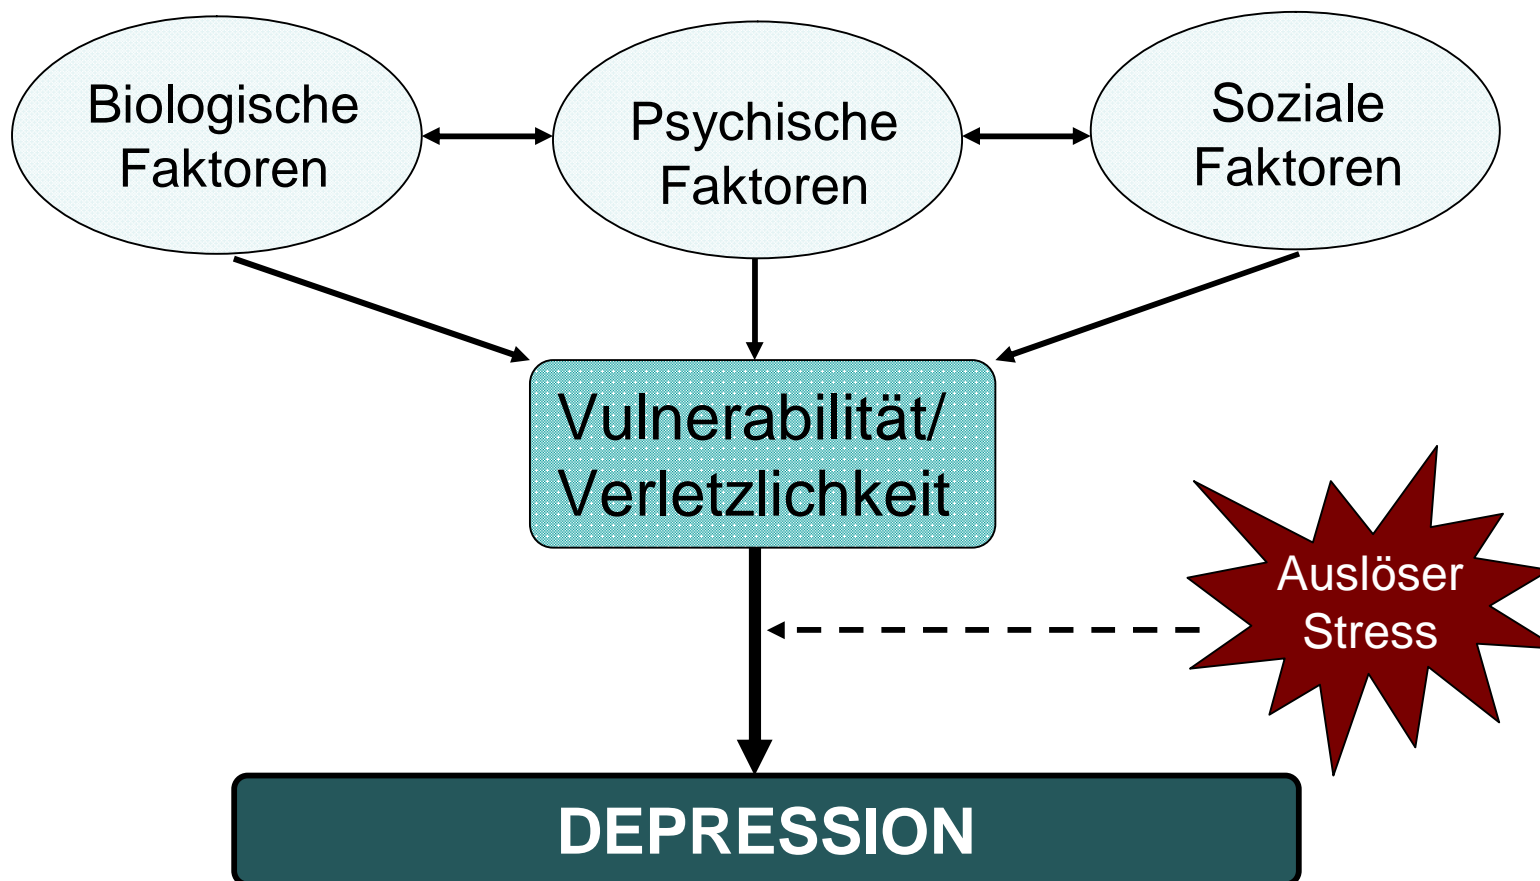 Biologische
Faktoren
Psychische
Faktoren
Soziale
Faktoren
Vulnerabilität/
Verletzlichkeit
Auslöser
Stress
DEPRESSION